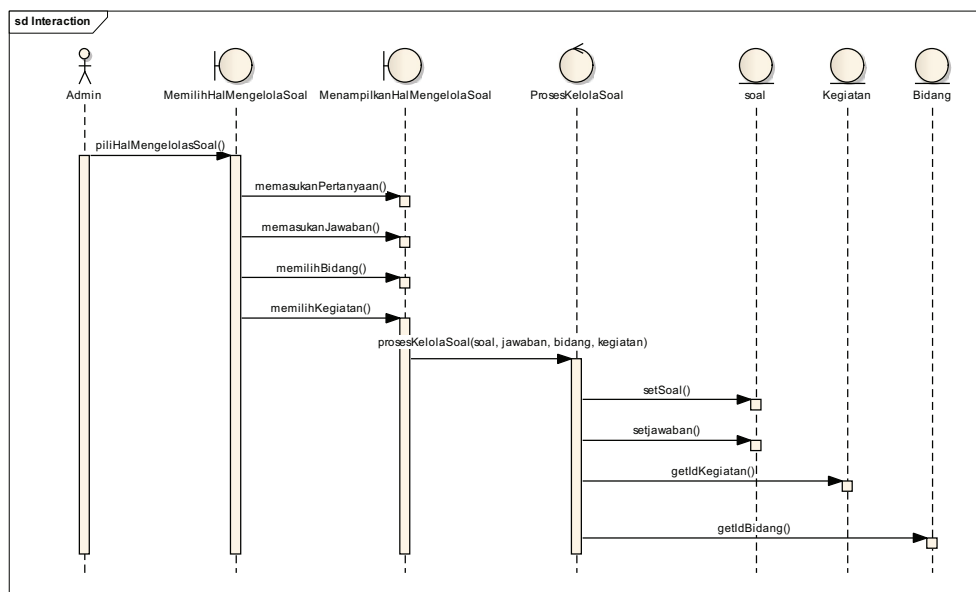 sd Interaction
Admin
MemilihHalMengelolaSoal
MenampilkanHalMengelolaSoal
ProsesKelolaSoal
soal
Kegiatan
Bidang
piliHalMengelolasSoal()
memasukanPertanyaan()
memasukanJawaban()
memilihBidang()
memilihKegiatan()
prosesKelolaSoal(soal, jawaban, bidang, kegiatan)
setSoal()
setjawaban()
getIdKegiatan()
getIdBidang()